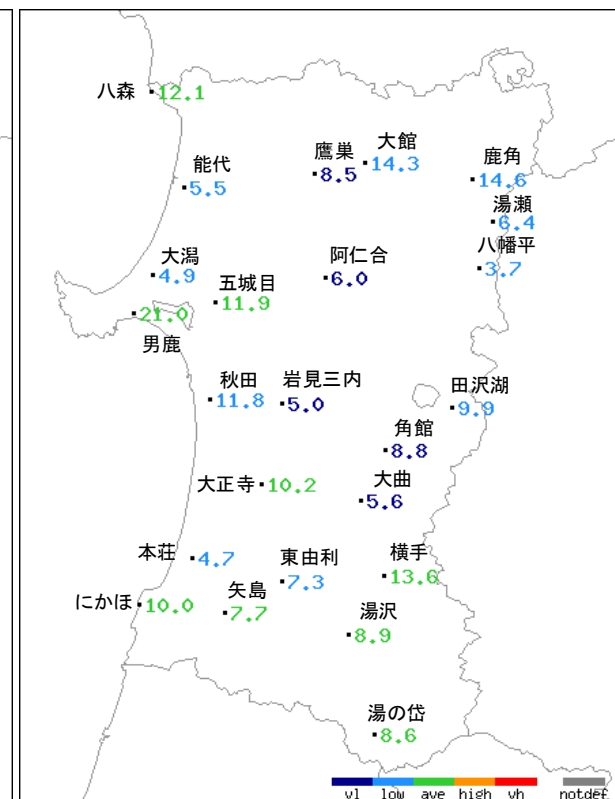 八森 12.1
能代 5.5
鷹巣 8.5
大館 14.3
鹿角 14.6
湯瀬 6.4
八幡平 3.7
大潟 4.9
五城目 11.9
阿仁合 6.0
21.0
男鹿
秋田 11.8
岩見三内 5.0
田沢湖 9.9
角館 8.8
大正寺 10.2
大曲 5.6
本荘 4.7
東由利 7.3
横手 13.6
にかほ 10.0
矢島 7.7
湯沢 8.9
湯の岱 8.6
vl low ave high vh notdef